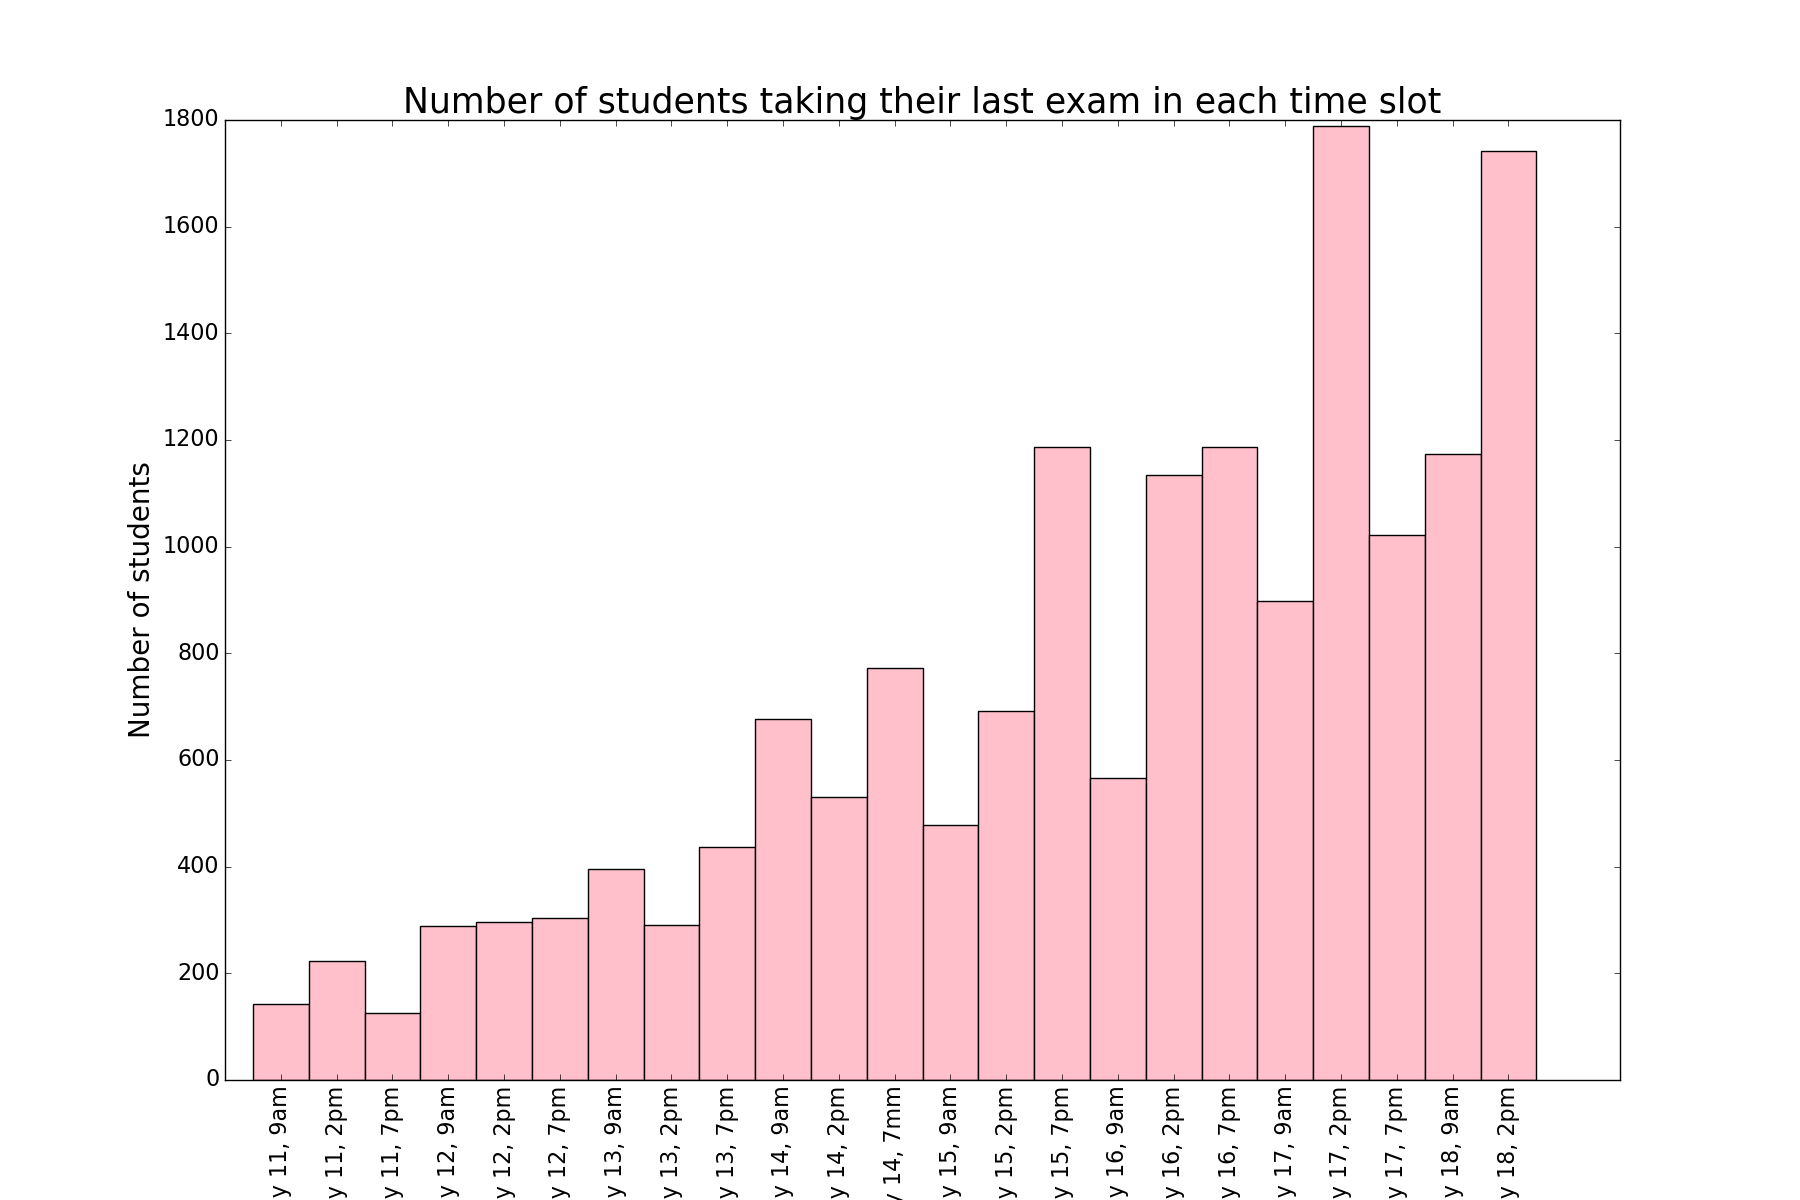 Number of students taking their last exam in each time slot
Number of students
1800
1600
1400
1200
1000
800
600
400
200
0
y 11, 9am
y 11, 2pm
y 11, 7pm
y 12, 9am
y 12, 2pm
y 12, 7pm
y 13, 9am
y 13, 2pm
y 13, 7pm
y 14, 9am
y 14, 2pm
y 14, 7mm
y 15, 9am
y 15, 2pm
y 15, 7pm
y 16, 9am
y 16, 2pm
y 16, 7pm
y 17, 9am
y 17, 2pm
y 17, 7pm
y 18, 9am
y 18, 2pm